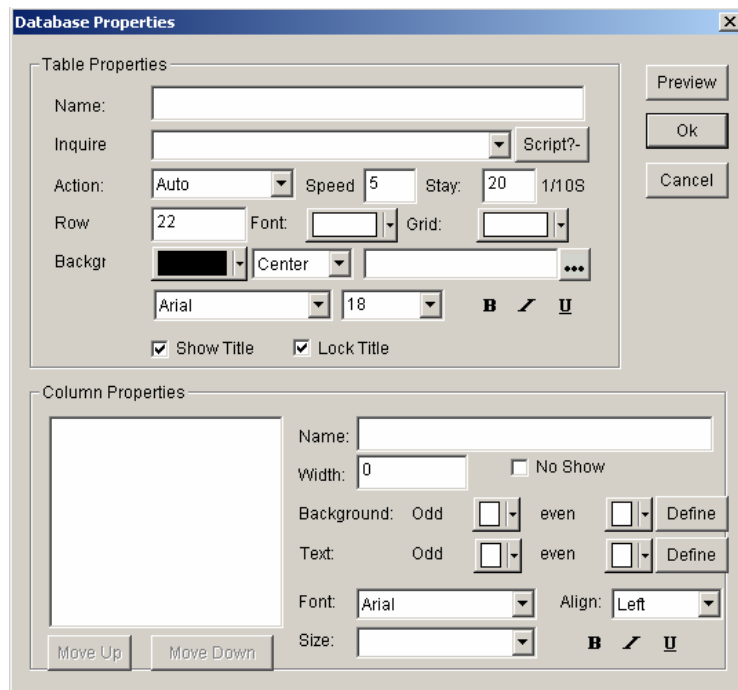 Database Properties
Table Properties
Preview
Name:
Ok
Inquire Script?-
Action: Auto Speed 5 Stay: 20 1/10S
Cancel
Row 22 Font: Grid:
Backgr Center ...
Arial 18 B I U
Show Title Lock Title
Column Properties
Name:
Width: 0 No Show
Background: Odd even Define
Text: Odd even Define
Font: Arial Align: Left
Size: B I U
Move Up Move Down